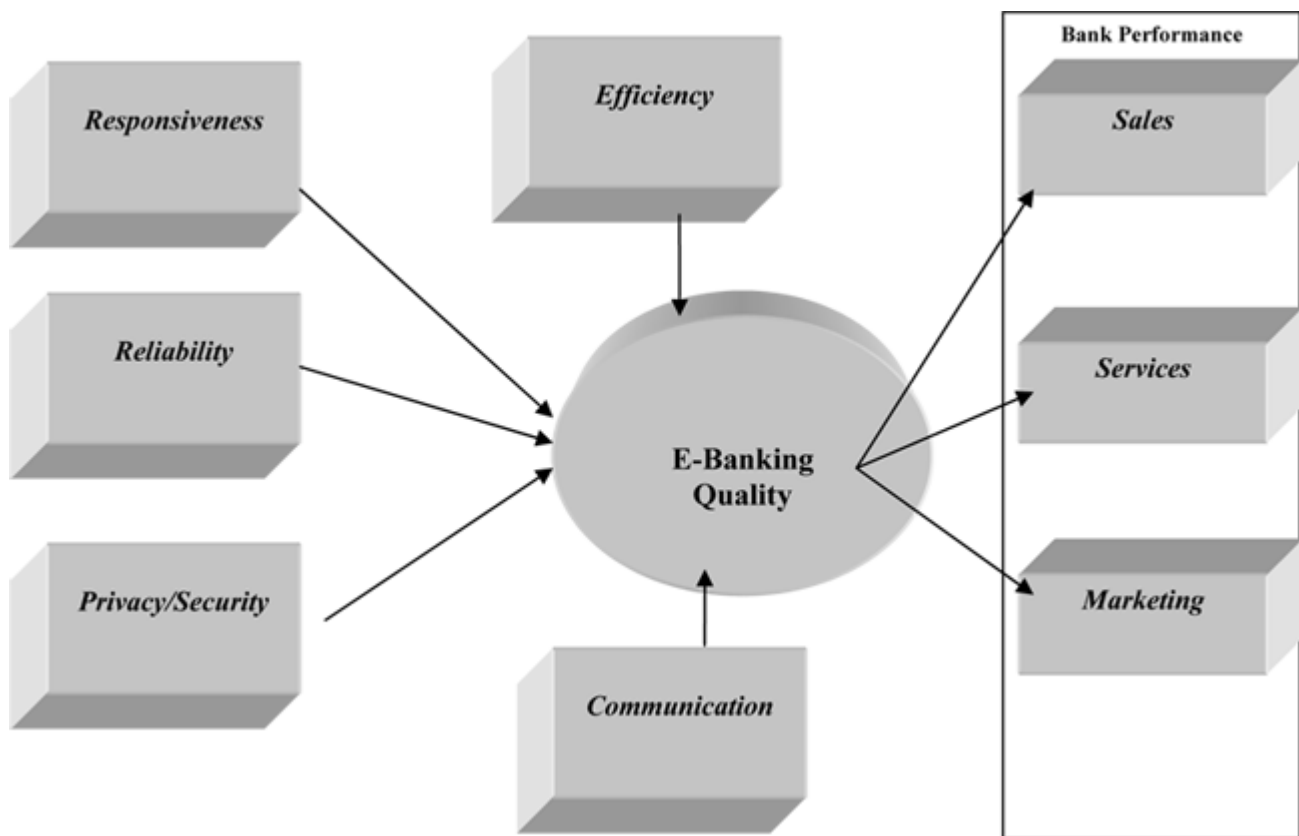 Bank Performance
Responsiveness
Efficiency
Sales
Reliability
Services
E-Banking
Quality
Privacy/Security
Marketing
Communication